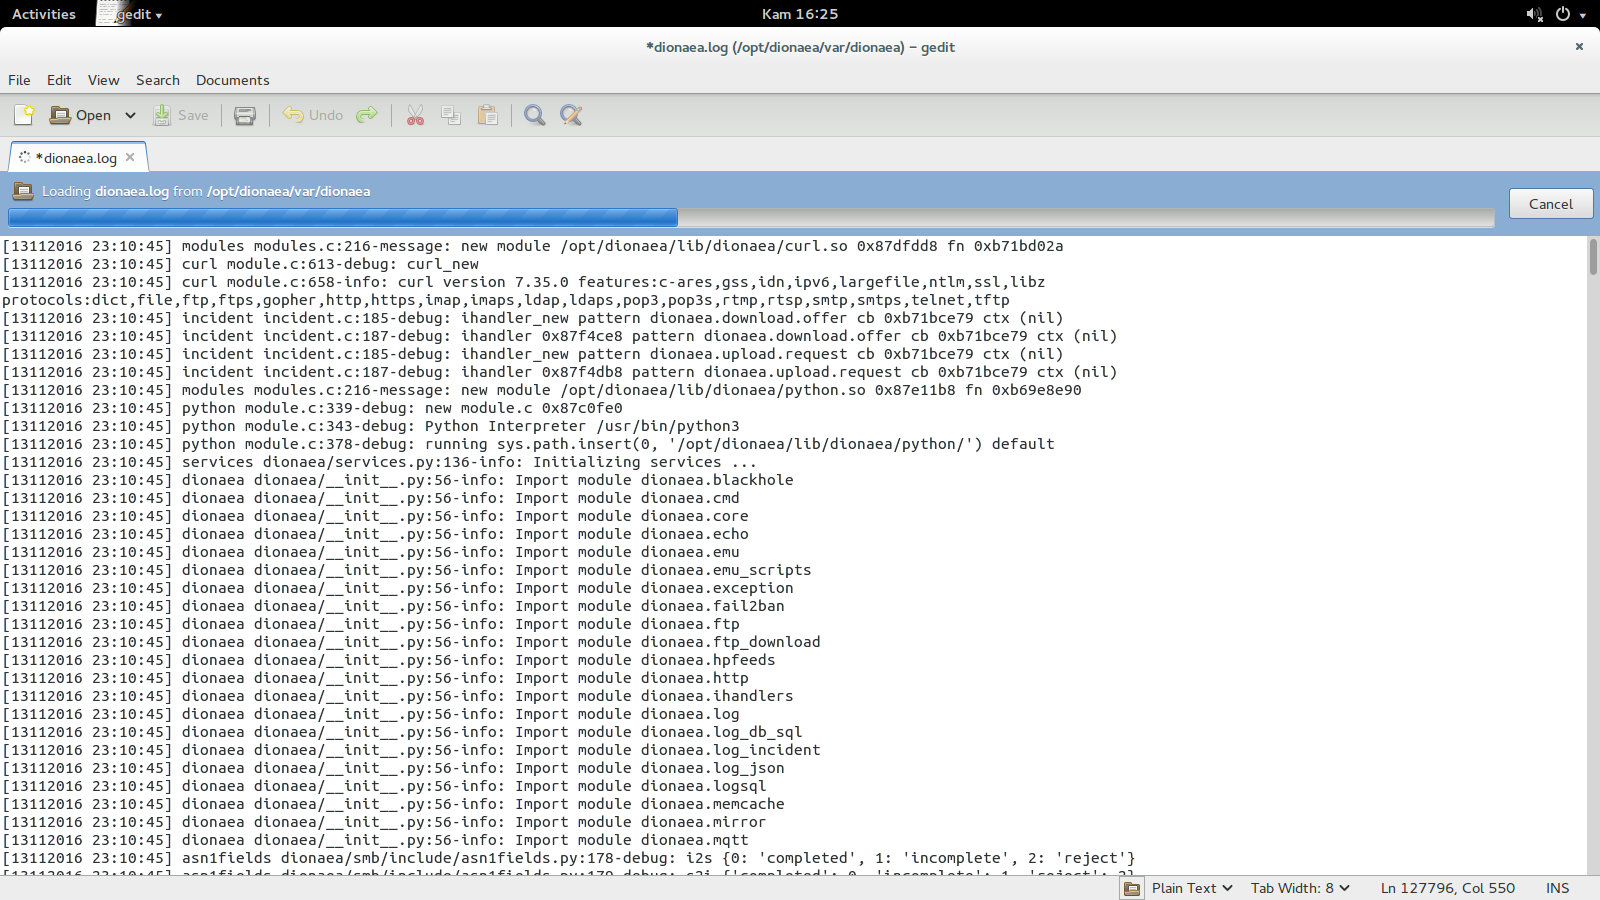 Activities gedit Kam 16:25
*dionaea.log (/opt/dionaea/var/dionaea) – gedit
File Edit View Search Documents
Open Save Undo
*dionaea.log
Loading dionaea.log from /opt/dionaea/var/dionaea
Cancel
[13112016 23:10:45] modules modules.c:216-message: new module /opt/dionaea/lib/dionaea/curl.so 0x87dfdd8 fn 0xb71bd02a
[13112016 23:10:45] curl module.c:613-debug: curl_new
[13112016 23:10:45] curl module.c:658-info: curl version 7.35.0 features:c-ares,gss,idn,ipv6,largefile,ntlm,ssl,libz
protocols:dict,file,ftp,ftps,gopher,http,https,imap,imaps,ldap,ldaps,pop3,pop3s,rtmp,rtsp,smtp,smtps,telnet,tftp
[13112016 23:10:45] incident incident.c:185-debug: ihandler_new pattern dionaea.download.offer cb 0xb71bce79 ctx (nil)
[13112016 23:10:45] incident incident.c:187-debug: ihandler 0x87f4ce8 pattern dionaea.download.offer cb 0xb71bce79 ctx (nil)
[13112016 23:10:45] incident incident.c:185-debug: ihandler_new pattern dionaea.upload.request cb 0xb71bce79 ctx (nil)
[13112016 23:10:45] incident incident.c:187-debug: ihandler 0x87f4db8 pattern dionaea.upload.request cb 0xb71bce79 ctx (nil)
[13112016 23:10:45] modules modules.c:216-message: new module /opt/dionaea/lib/dionaea/python.so 0x87e11b8 fn 0xb69e8e90
[13112016 23:10:45] python module.c:339-debug: new module.c 0x87c0fe0
[13112016 23:10:45] python module.c:343-debug: Python Interpreter /usr/bin/python3
[13112016 23:10:45] python module.c:378-debug: running sys.path.insert(0, '/opt/dionaea/lib/dionaea/python/') default
[13112016 23:10:45] services dionaea/services.py:136-info: Initializing services ...
[13112016 23:10:45] dionaea dionaea/__init__.py:56-info: Import module dionaea.blackhole
[13112016 23:10:45] dionaea dionaea/__init__.py:56-info: Import module dionaea.cmd
[13112016 23:10:45] dionaea dionaea/__init__.py:56-info: Import module dionaea.core
[13112016 23:10:45] dionaea dionaea/__init__.py:56-info: Import module dionaea.echo
[13112016 23:10:45] dionaea dionaea/__init__.py:56-info: Import module dionaea.emu
[13112016 23:10:45] dionaea dionaea/__init__.py:56-info: Import module dionaea.emu_scripts
[13112016 23:10:45] dionaea dionaea/__init__.py:56-info: Import module dionaea.exception
[13112016 23:10:45] dionaea dionaea/__init__.py:56-info: Import module dionaea.fail2ban
[13112016 23:10:45] dionaea dionaea/__init__.py:56-info: Import module dionaea.ftp
[13112016 23:10:45] dionaea dionaea/__init__.py:56-info: Import module dionaea.ftp_download
[13112016 23:10:45] dionaea dionaea/__init__.py:56-info: Import module dionaea.hpfeeds
[13112016 23:10:45] dionaea dionaea/__init__.py:56-info: Import module dionaea.http
[13112016 23:10:45] dionaea dionaea/__init__.py:56-info: Import module dionaea.ihandlers
[13112016 23:10:45] dionaea dionaea/__init__.py:56-info: Import module dionaea.log
[13112016 23:10:45] dionaea dionaea/__init__.py:56-info: Import module dionaea.log_db_sql
[13112016 23:10:45] dionaea dionaea/__init__.py:56-info: Import module dionaea.log_incident
[13112016 23:10:45] dionaea dionaea/__init__.py:56-info: Import module dionaea.log_json
[13112016 23:10:45] dionaea dionaea/__init__.py:56-info: Import module dionaea.logsql
[13112016 23:10:45] dionaea dionaea/__init__.py:56-info: Import module dionaea.memcache
[13112016 23:10:45] dionaea dionaea/__init__.py:56-info: Import module dionaea.mirror
[13112016 23:10:45] dionaea dionaea/__init__.py:56-info: Import module dionaea.mqtt
[13112016 23:10:45] asn1fields dionaea/smb/include/asn1fields.py:178-debug: i2s {0: 'completed', 1: 'incomplete', 2: 'reject'}
Plain Text Tab Width: 8 Ln 127796, Col 550 INS